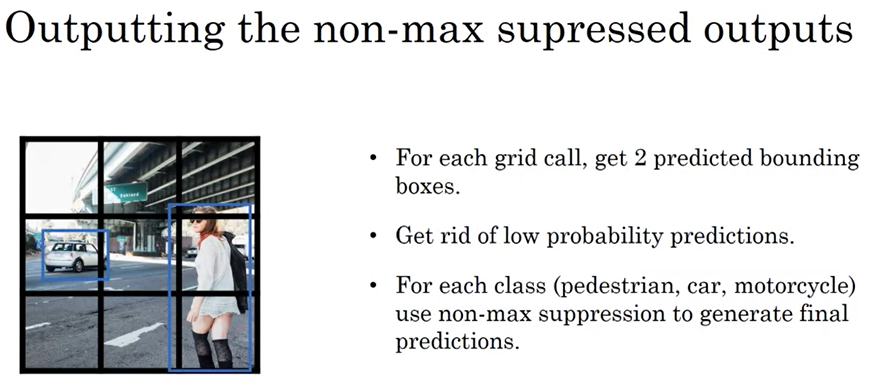 Outputting the non-max supressed outputs
• For each grid call, get 2 predicted bounding
boxes.
• Get rid of low probability predictions.
• For each class (pedestrian, car, motorcycle)
use non-max suppression to generate final
predictions.
Oakland